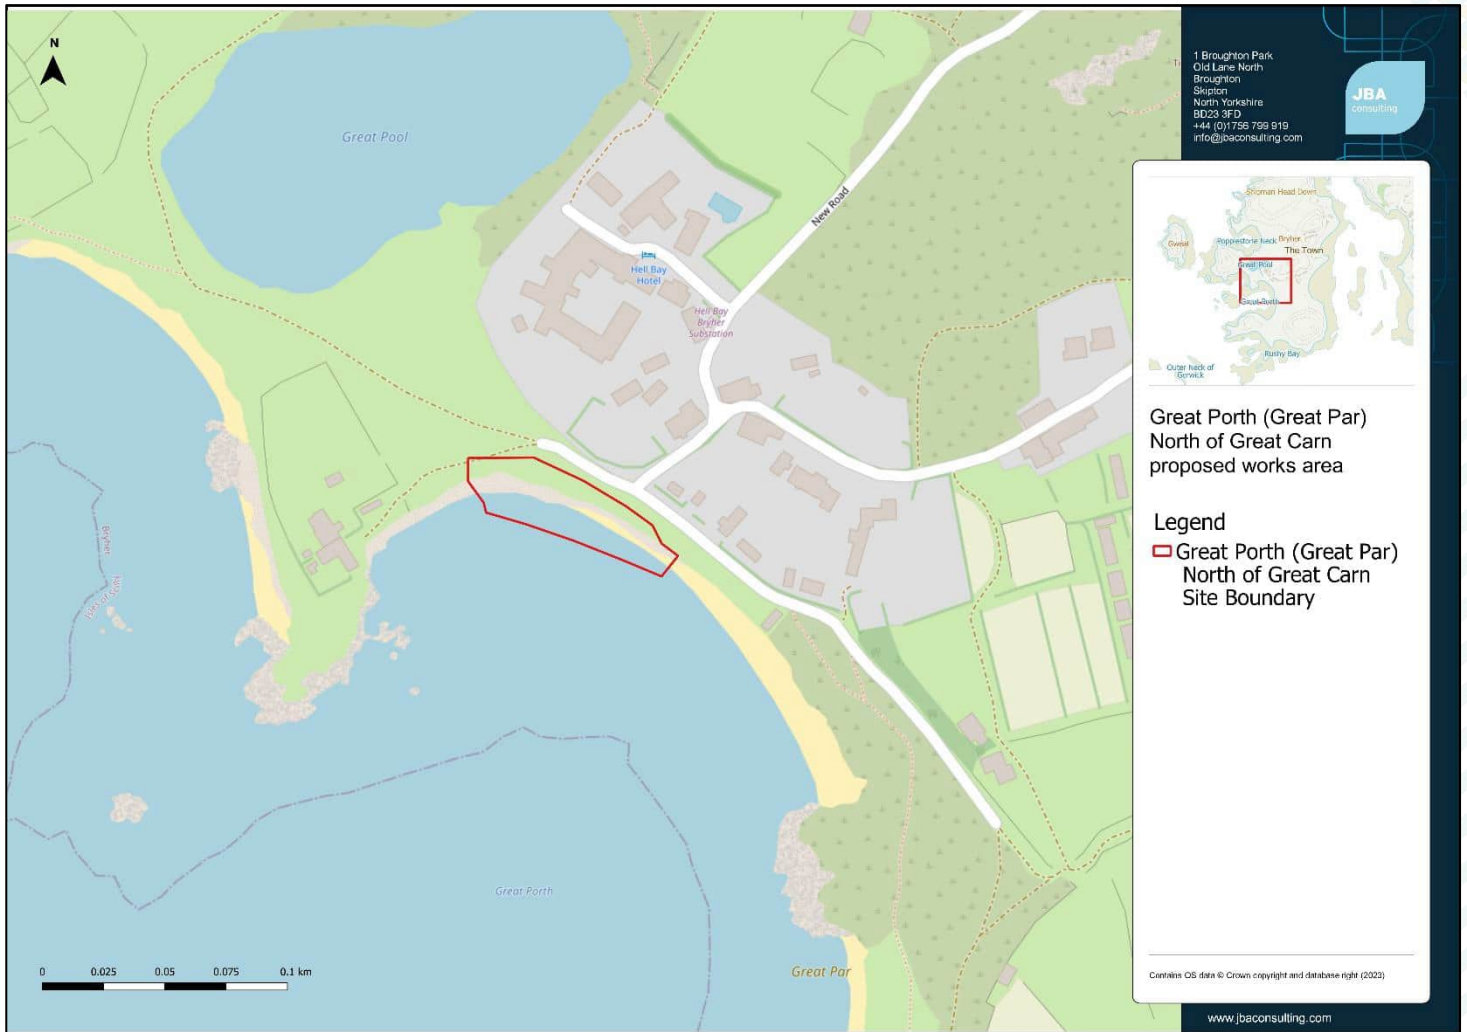 N
Great Pool
New Road
Hell Bay
Hotel
Hell Bay
Bryher
Substation
Bryher
Isles of Scilly
Great Porth
Great Par
0 0.025 0.05 0.075 0.1 km
1 Broughton Park
Old Lane North
Broughton
Skipton
North Yorkshire
BD23 3FD
+44 (0)1756 799 919
info@jbaconsulting.com
JBA
consulting
Shipman Head Down
Gweal
Popplestone Neck
Bryher
The Town
Great Pool
Great Porth
Rushy Bay
Outer Neck of
Gerwick
Great Porth (Great Par)
North of Great Carn
proposed works area
Legend
Great Porth (Great Par)
North of Great Carn
Site Boundary
Contains OS data © Crown copyright and database right (2023)
www.jbaconsulting.com